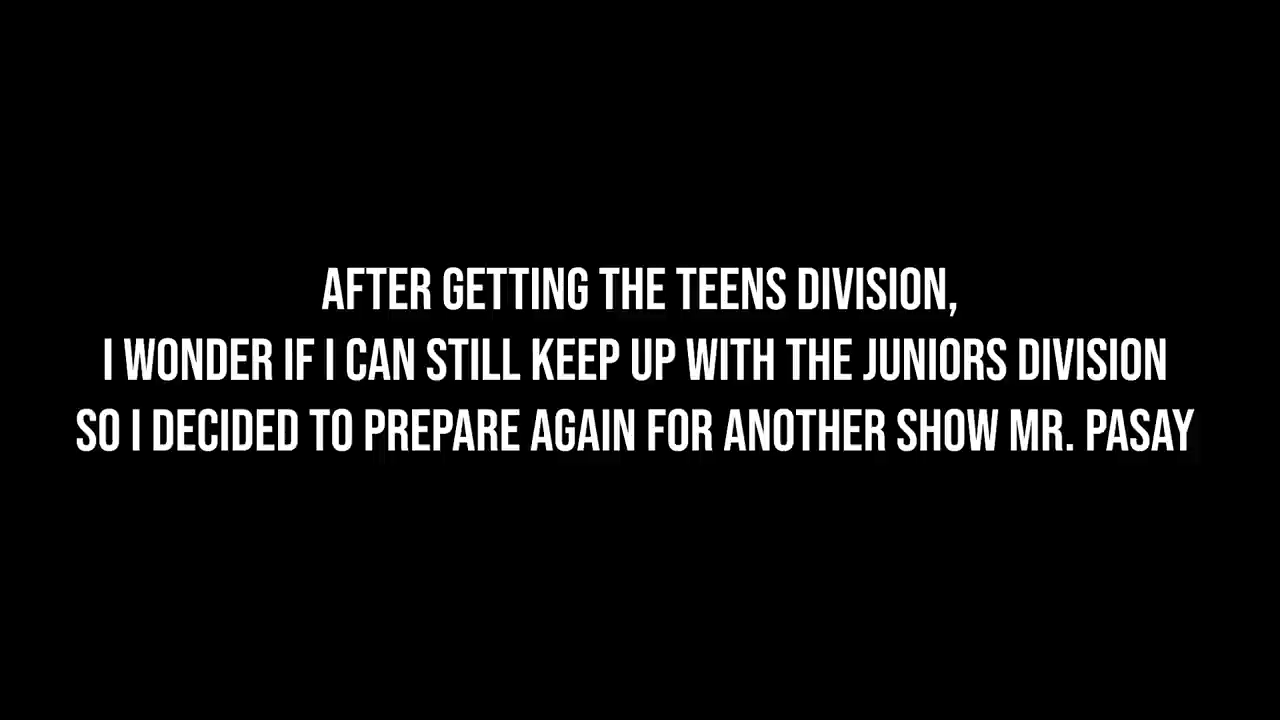 AFTER GETTING THE TEENS DIVISION,
I WONDER IF I CAN STILL KEEP UP WITH THE JUNIORS DIVISION
SO I DECIDED TO PREPARE AGAIN FOR ANOTHER SHOW MR. PASAY